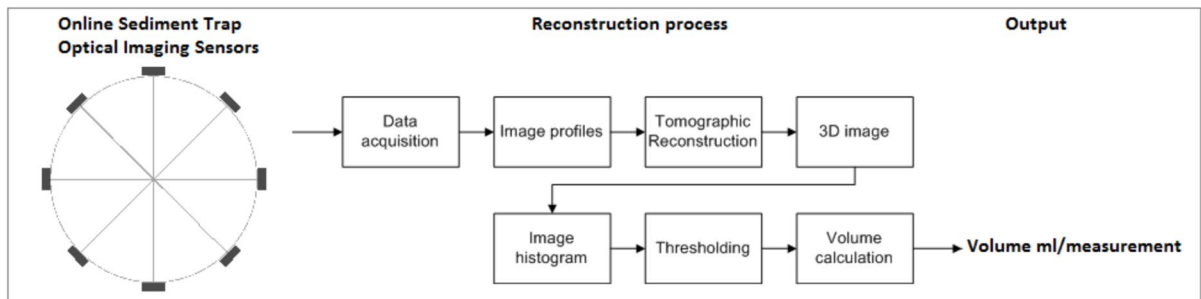 Online Sediment Trap
Optical Imaging Sensors
Reconstruction process
Output
Data
acquisition
Image profiles
Tomographic
Reconstruction
3D image
Image
histogram
Thresholding
Volume
calculation
Volume ml/measurement